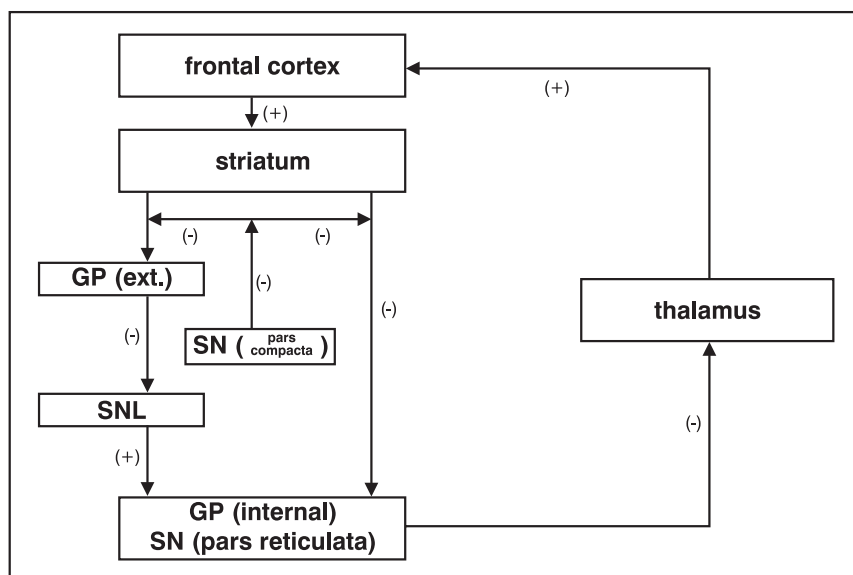 frontal cortex
(+)
(+)
striatum
(-) (-)
GP (ext.)
(-)
(-)
(-)
SN ( pars compacta )
thalamus
SNL
(-)
(+)
GP (internal)
SN (pars reticulata)